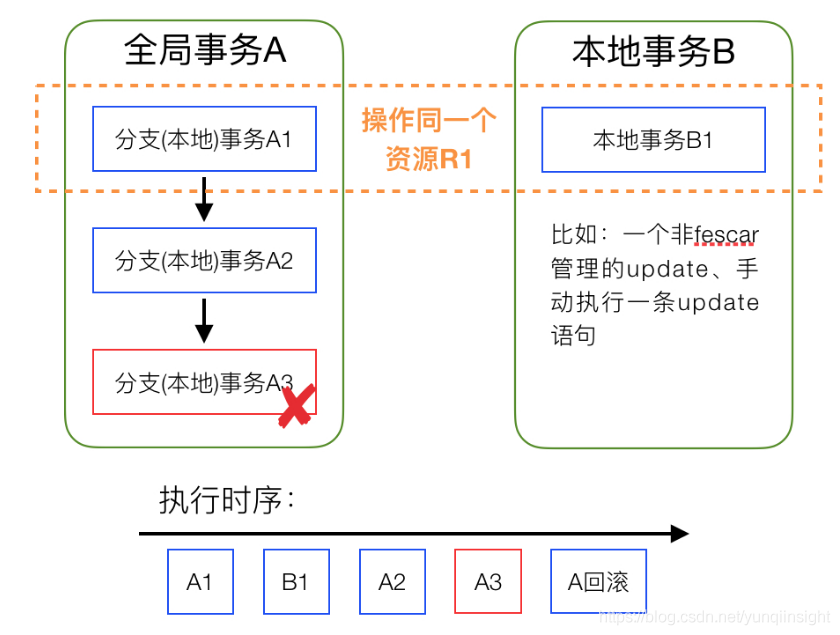 全局事务A
本地事务B
分支(本地)事务A1
操作同一个
资源R1
本地事务B1
分支(本地)事务A2
比如：一个非fescar
管理的update、手
动执行一条update
语句
分支(本地)事务A3
执行时序：
A1
B1
A2
A3
A回滚
https://blog.csdn.net/yunqiinsight